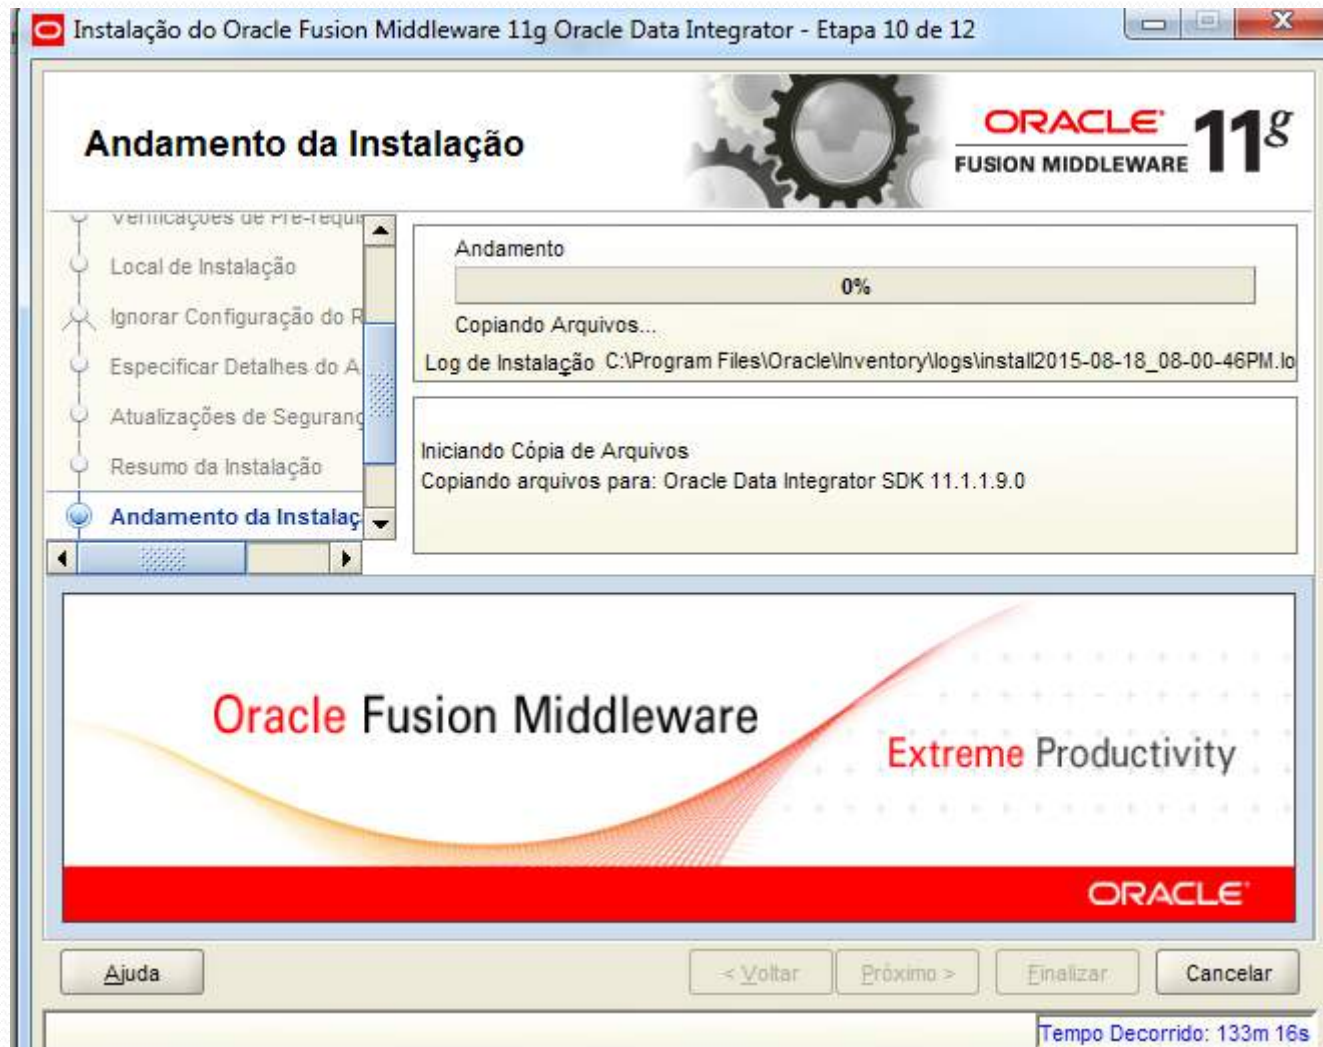 Instalação do Oracle Fusion Middleware 11g Oracle Data Integrator - Etapa 10 de 12
Andamento da Instalação
ORACLE
FUSION MIDDLEWARE 11g
Verificações de Pré-requis
Local de Instalação
Ignorar Configuração do R
Especificar Detalhes do A
Atualizações de Seguranç
Resumo da Instalação
Andamento da Instalaç
Andamento
0%
Copiando Arquivos...
Log de Instalação C:\Program Files\Oracle\Inventory\logs\install2015-08-18_08-00-46PM.lo
Iniciando Cópia de Arquivos
Copiando arquivos para: Oracle Data Integrator SDK 11.1.1.9.0
Oracle Fusion Middleware
Extreme Productivity
ORACLE
Ajuda
< Voltar
Próximo >
Finalizar
Cancelar
Tempo Decorrido: 133m 16s